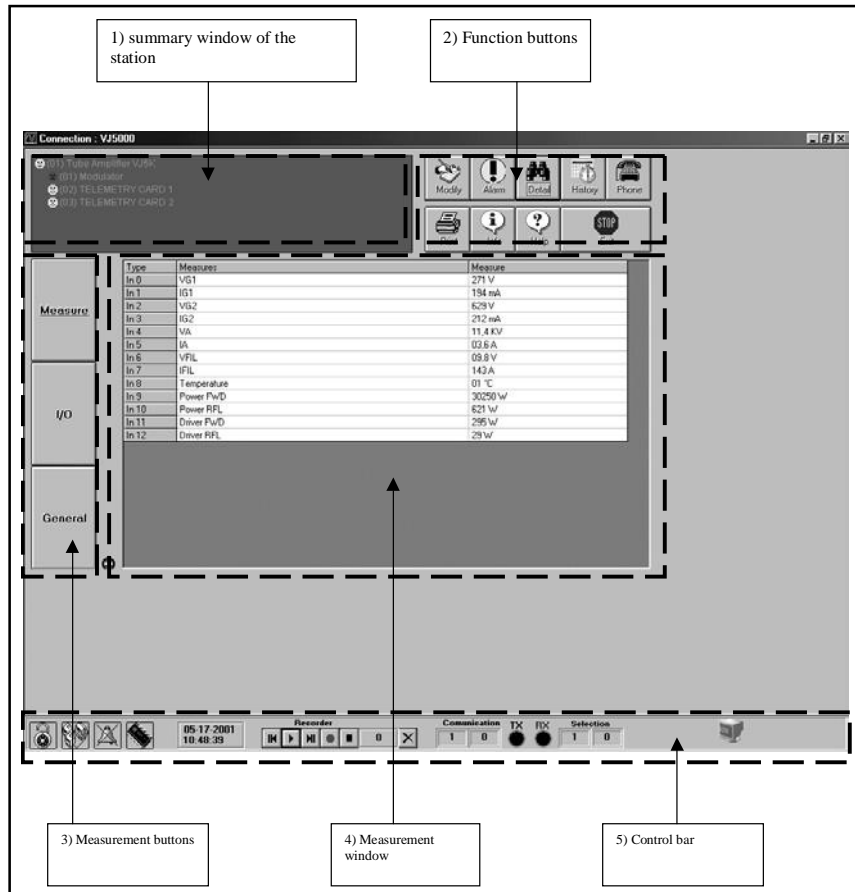 1) summary window of the
station
2) Function buttons
Connection : VJ5000
(01) Tube Amplifier VJ5K
(01) Modulator
(02) TELEMETRY CARD 1
(03) TELEMETRY CARD 2
Modify Alarm Detail History Phone
Print Info Help STOP
Type Measures Measure
In 0 VG1 271 V
In 1 IG1 194 mA
In 2 VG2 629 V
In 3 IG2 212 mA
In 4 VA 11,4 KV
In 5 IA 03,6 A
In 6 VFIL 09,8 V
In 7 IFIL 143 A
In 8 Temperature 01 °C
In 9 Power FWD 30250 W
In 10 Power RFL 621 W
In 11 Driver FWD 295 W
In 12 Driver RFL 29 W
Measure
I/O
General
05-17-2001
10:48:39
Recorder
0
Comunication TX RX Selection
1 0 1 0
3) Measurement buttons
4) Measurement
window
5) Control bar